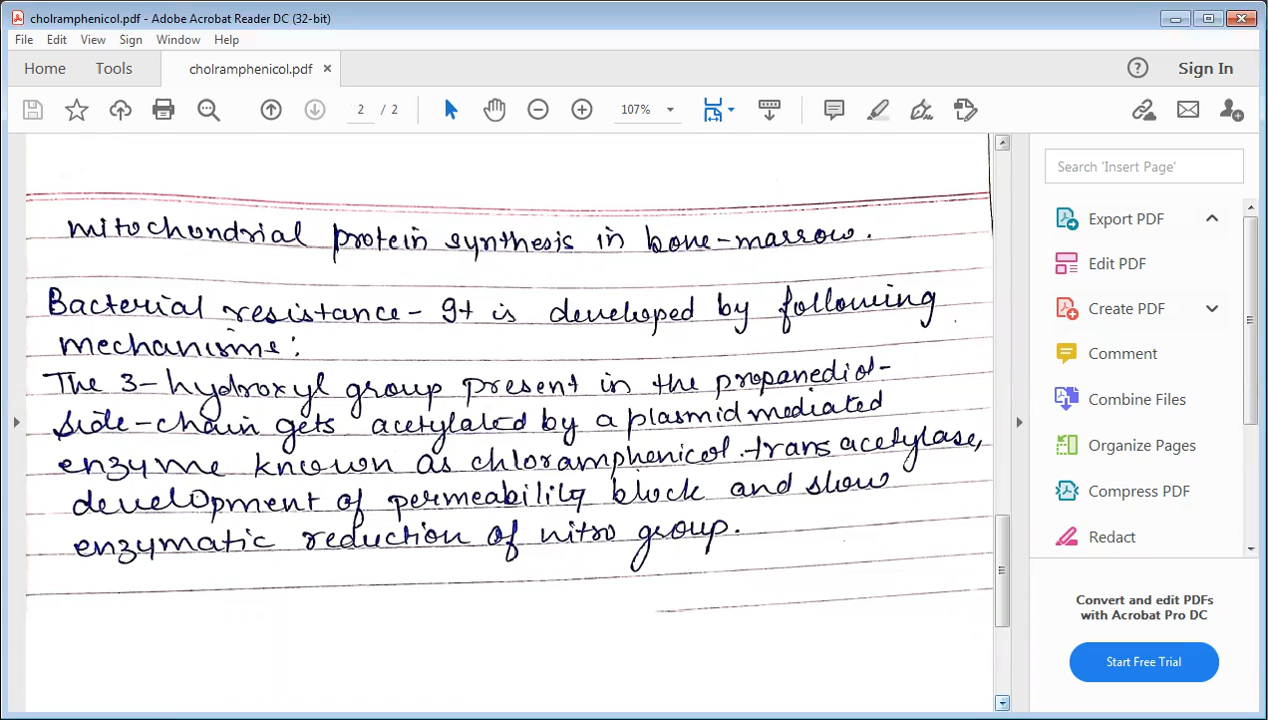 cholramphenicol.pdf - Adobe Acrobat Reader DC (32-bit)
File Edit View Sign Window Help
Home Tools cholramphenicol.pdf × Sign In
2 / 2 107%
mitochondrial protein synthesis in bone-marrow.
Bacterial resistance- It is developed by following
mechanisms:
The 3-hydroxyl group present in the propanediol-
side-chain gets acetylated by a plasmid mediated
enzyme known as chloramphenicol transacetylase,
development of permeability block and slow
enzymatic reduction of nitro group.
Search 'Insert Page'
Export PDF
Edit PDF
Create PDF
Comment
Combine Files
Organize Pages
Compress PDF
Redact
Convert and edit PDFs
with Acrobat Pro DC
Start Free Trial